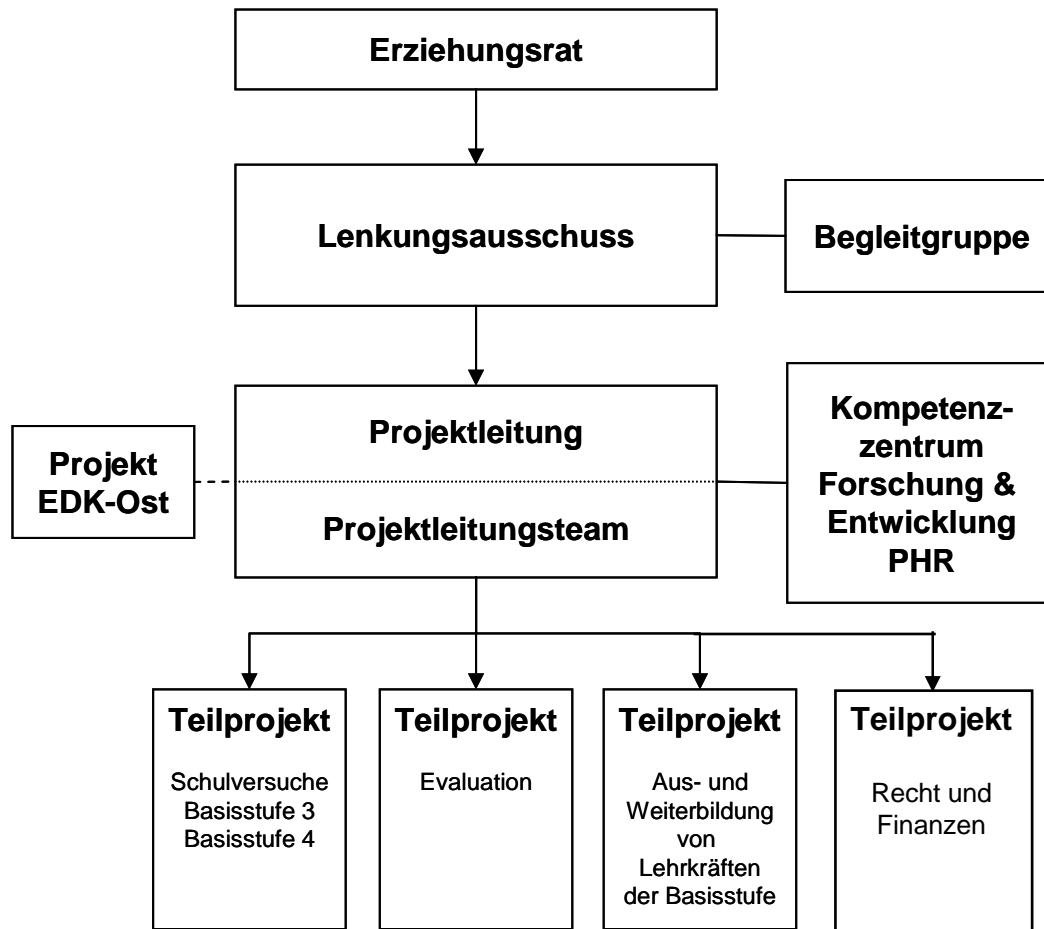 Erziehungsrat
Lenkungsausschuss
Begleitgruppe
Projekt
EDK-Ost
Projektleitung
Projektleitungsteam
Kompetenz-
zentrum
Forschung &
Entwicklung
PHR
Teilprojekt
Schulversuche
Basisstufe 3
Basisstufe 4
Teilprojekt
Evaluation
Teilprojekt
Aus- und
Weiterbildung
von
Lehrkräften
der Basisstufe
Teilprojekt
Recht und
Finanzen